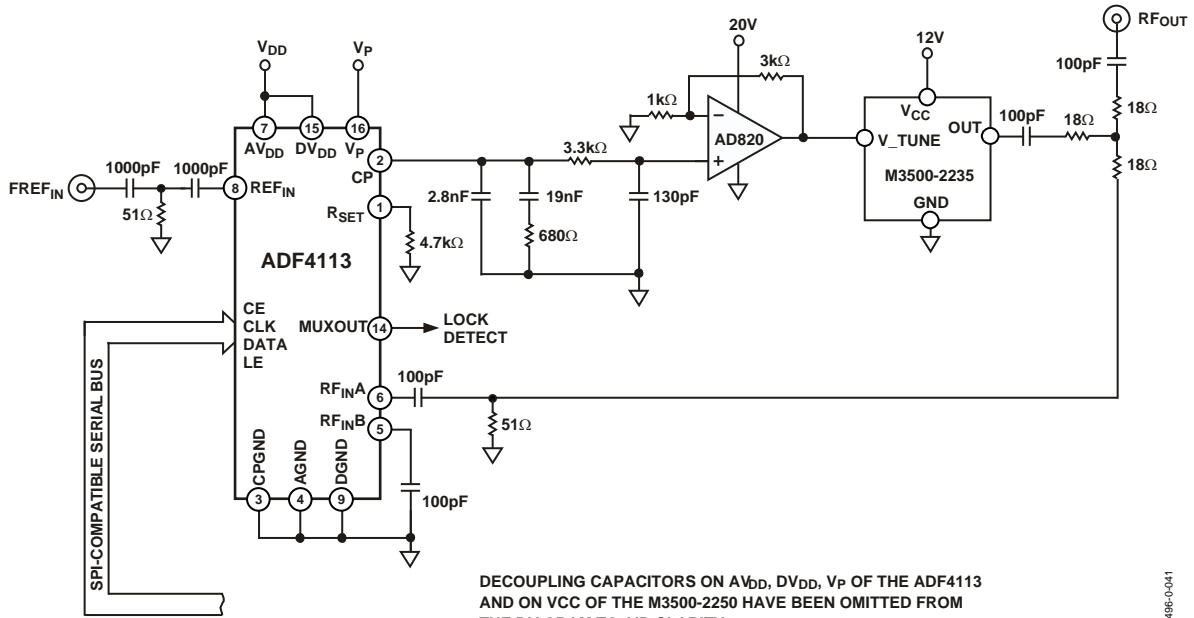 RFOUT
20V
12V
VDD
VP
3kΩ
100pF
1kΩ
18Ω
7
15
16
AVDD
DVDD
VP
2
CP
AD820
VCC
OUT
100pF
18Ω
V_TUNE
18Ω
1000pF
1000pF
3.3kΩ
M3500-2235
FREFIN
8
REFIN
2.8nF
19nF
130pF
GND
51Ω
1
RSET
680Ω
4.7kΩ
ADF4113
CE
CLK
DATA
LE
MUXOUT
14
LOCK
DETECT
SPI-COMPATIBLE SERIAL BUS
100pF
RFINA
6
RFINB
5
51Ω
CPGND
AGND
DGND
3
4
9
100pF
DECOUPLING CAPACITORS ON AVDD, DVDD, VP OF THE ADF4113
AND ON VCC OF THE M3500-2250 HAVE BEEN OMITTED FROM
496-0-041